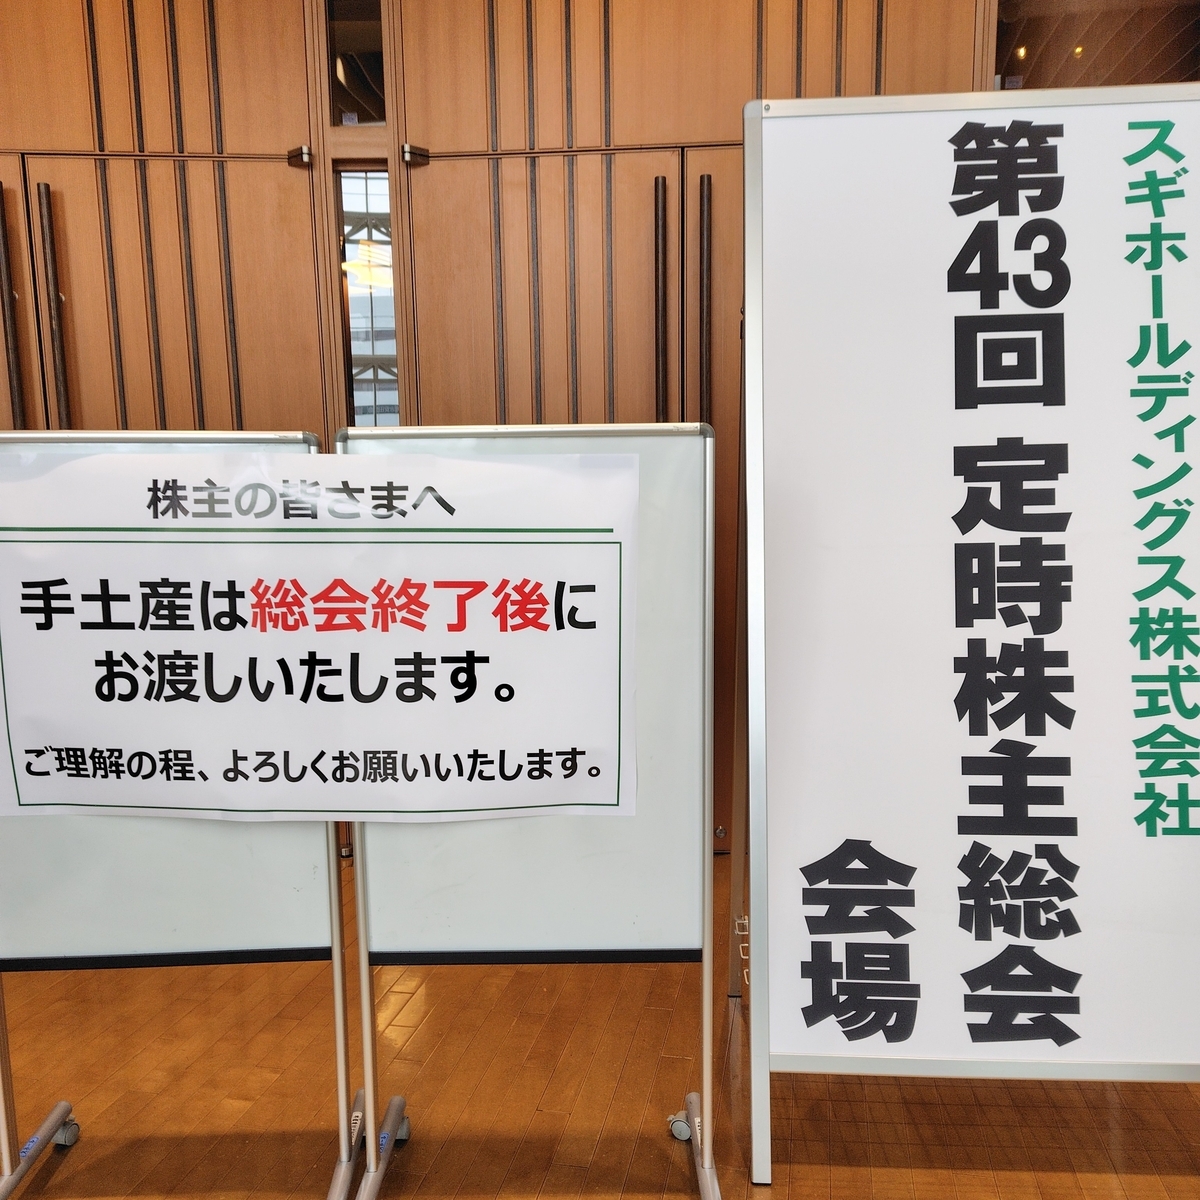 株主の皆さまへ
手土産は総会終了後に
お渡しいたします。
ご理解の程、よろしくお願いいたします。
スギホールディングス株式会社
第43回 定時株主総会
会場